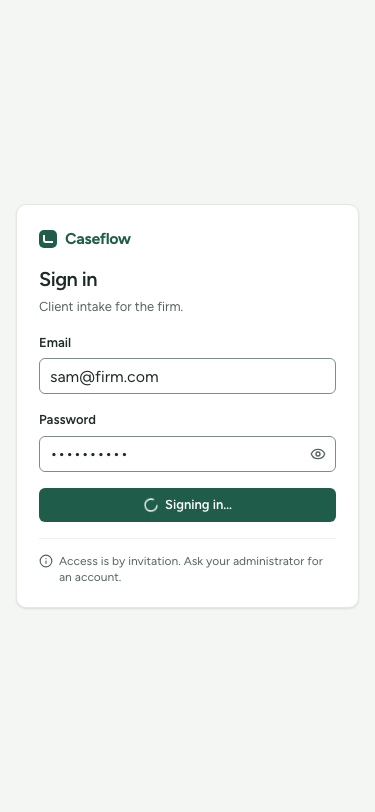 Caseflow
Sign in
Client intake for the firm.
Email
sam@firm.com
Password
••••••••••
Signing in...
Access is by invitation. Ask your administrator for
an account.